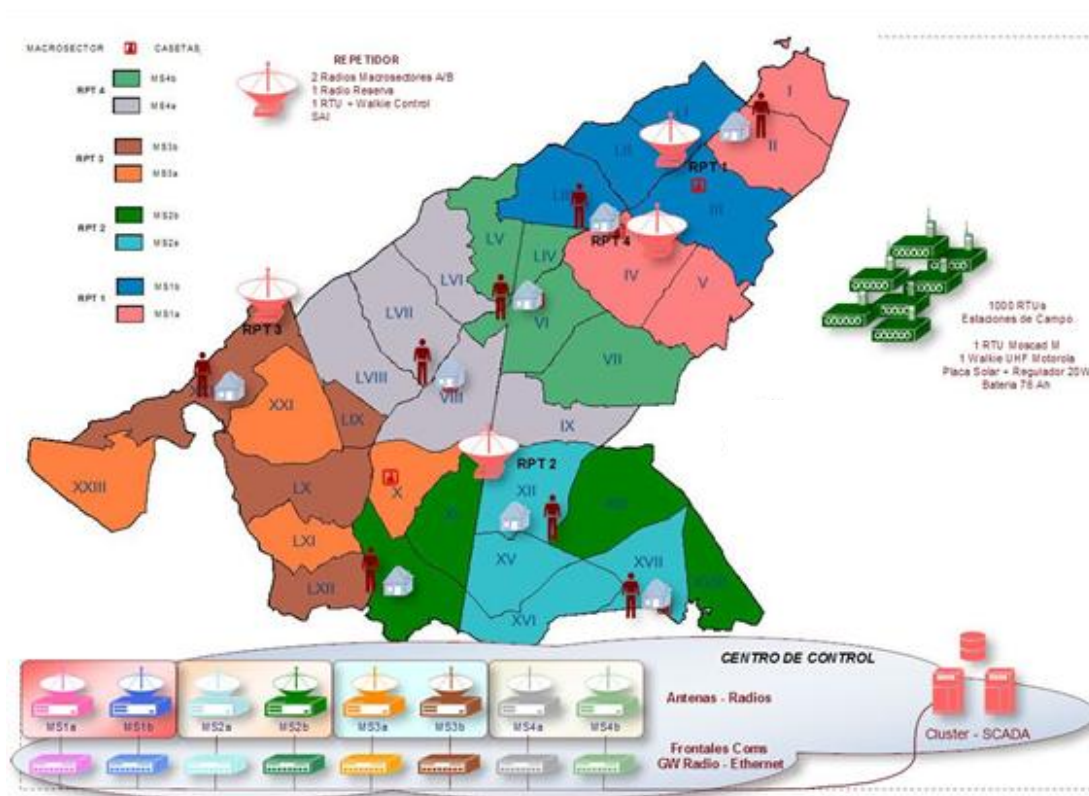 MACROSECTOR CASETAS
RPT 4
MS4b
MS4a
RPT 3
MS3b
MS3a
RPT 2
MS2b
MS2a
RPT 1
MS1b
MS1a
REPETIDOR
2 Radios Macrosectores A/B
1 Radio Reserva
1 RTU + Walkie Control
SAI
I
II
RPT 1
III
RPT 4
IV
V
LV
LIV
LVI
VI
VII
LVII
LVIII
VIII
IX
RPT 3
XXI
LIX
XXIII
LX
X
RPT 2
XII
LXI
LXII
XV
XVII
XVI
1000 RTUs
Estaciones de Campo
1 RTU Moscad M
1 Walkie UHF Motorola
Placa Solar + Regulador 20W
Bateria 76 Ah
CENTRO DE CONTROL
Antenas - Radios
MS1a MS1b MS2a MS2b MS3a MS3b MS4a MS4b
Cluster - SCADA
Frontales Coms
GW Radio - Ethernet